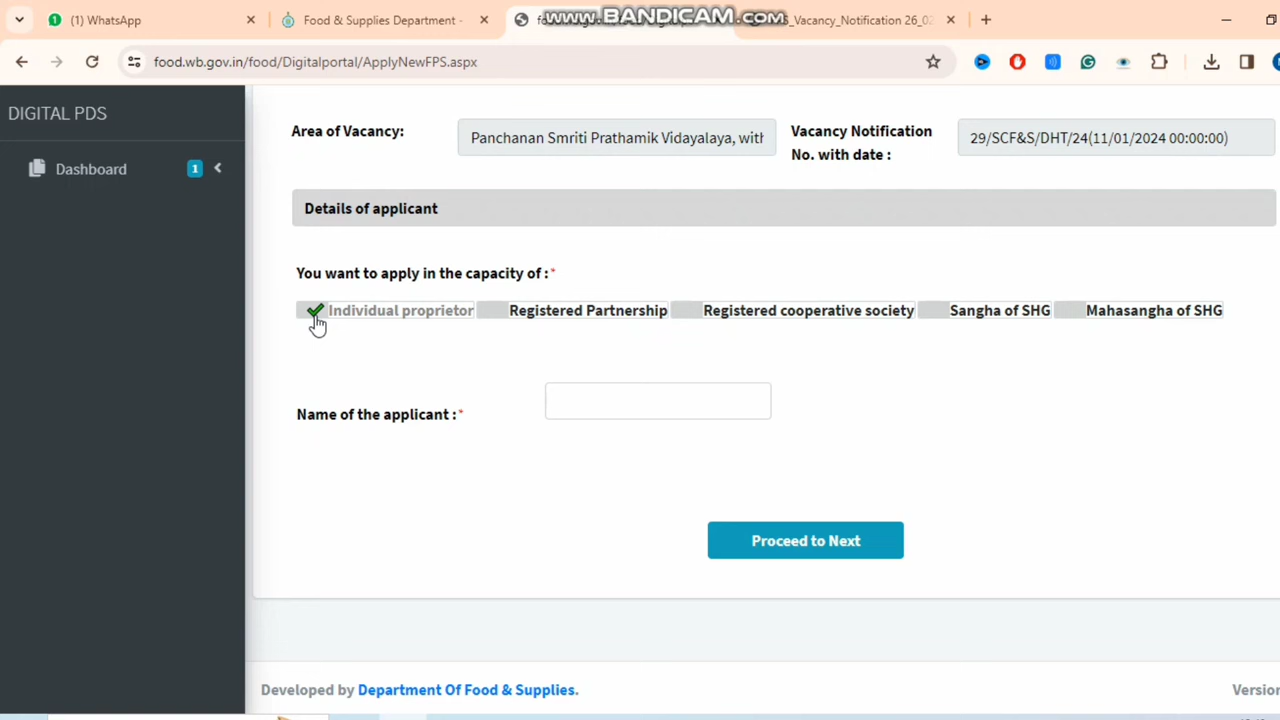 (1) WhatsApp
Food & Supplies Department -
WWW.BANDICAM.COM
S_Vacancy_Notification 26_02
food.wb.gov.in/food/Digitalportal/ApplyNewFPS.aspx
DIGITAL PDS
Dashboard 1
Area of Vacancy:
Panchanan Smriti Prathamik Vidayalaya, with
Vacancy Notification
No. with date :
29/SCF&S/DHT/24(11/01/2024 00:00:00)
Details of applicant
You want to apply in the capacity of :*
Individual proprietor Registered Partnership Registered cooperative society Sangha of SHG Mahasangha of SHG
Name of the applicant :*
Proceed to Next
Developed by Department Of Food & Supplies.
Version